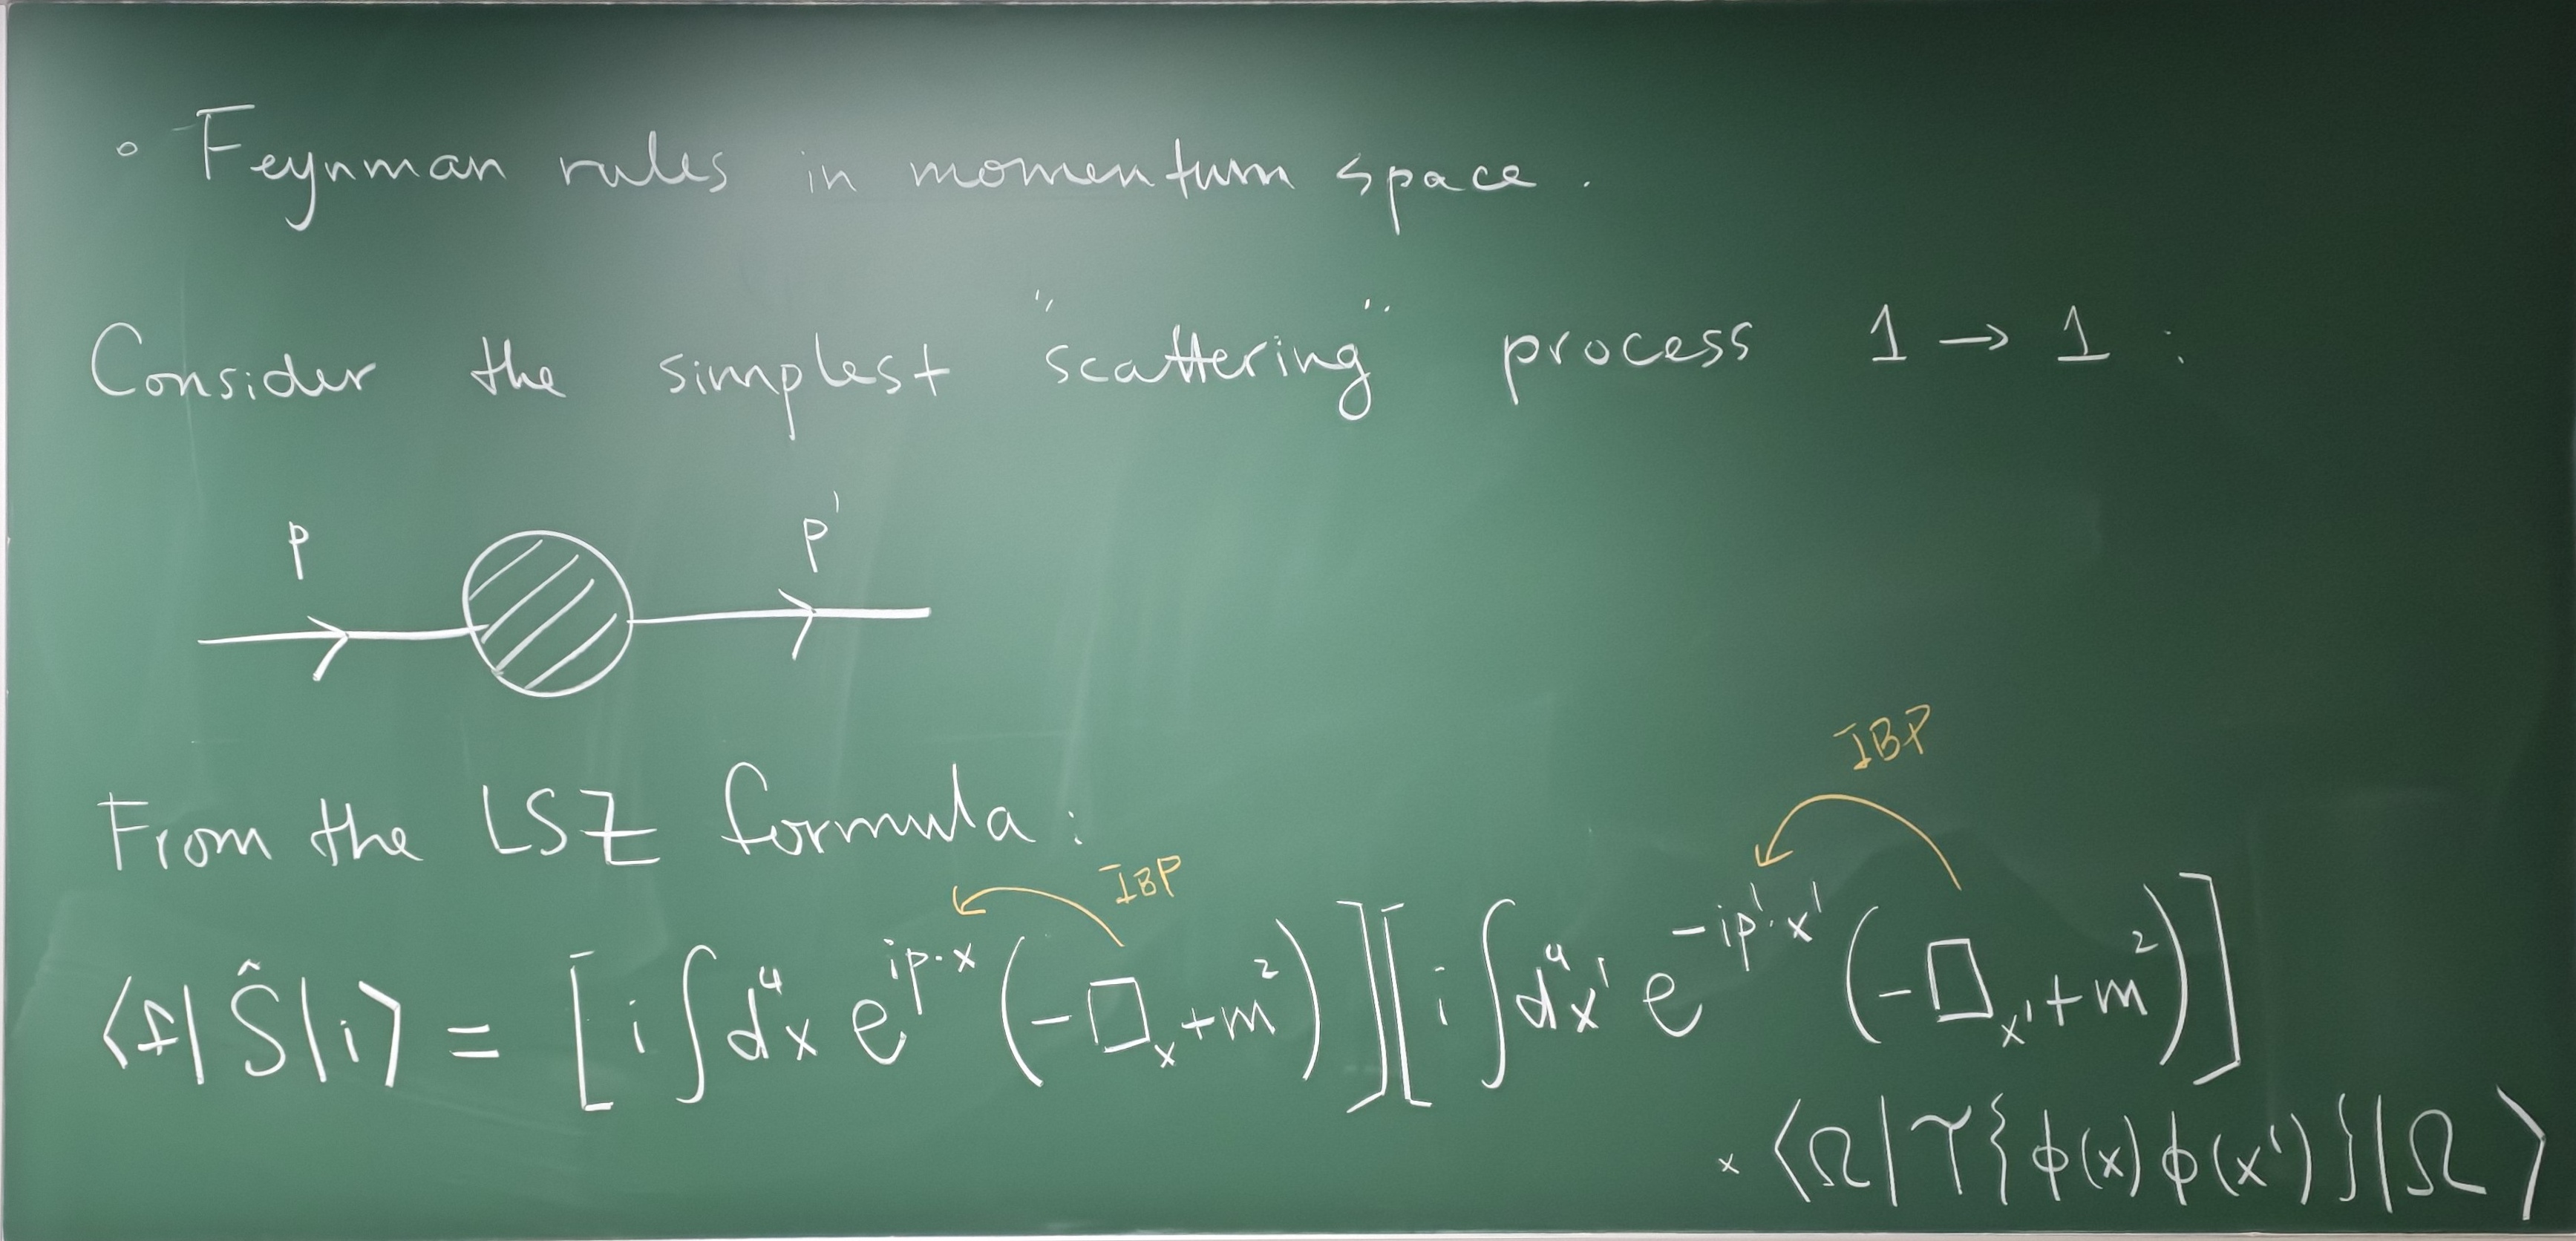 ◦ Feynman rules in momentum space.
Consider the simplest "scattering" process 1 → 1 :
p p'
From the LSZ formula:
IBP IBP
⟨f|Ŝ|i⟩ = [i∫d⁴x e^{ip·x} (-□ₓ+m²)][i∫d⁴x' e^{-ip'·x'} (-□_{x'}+m²)]
× ⟨Ω|T{ϕ(x)ϕ(x')}|Ω⟩